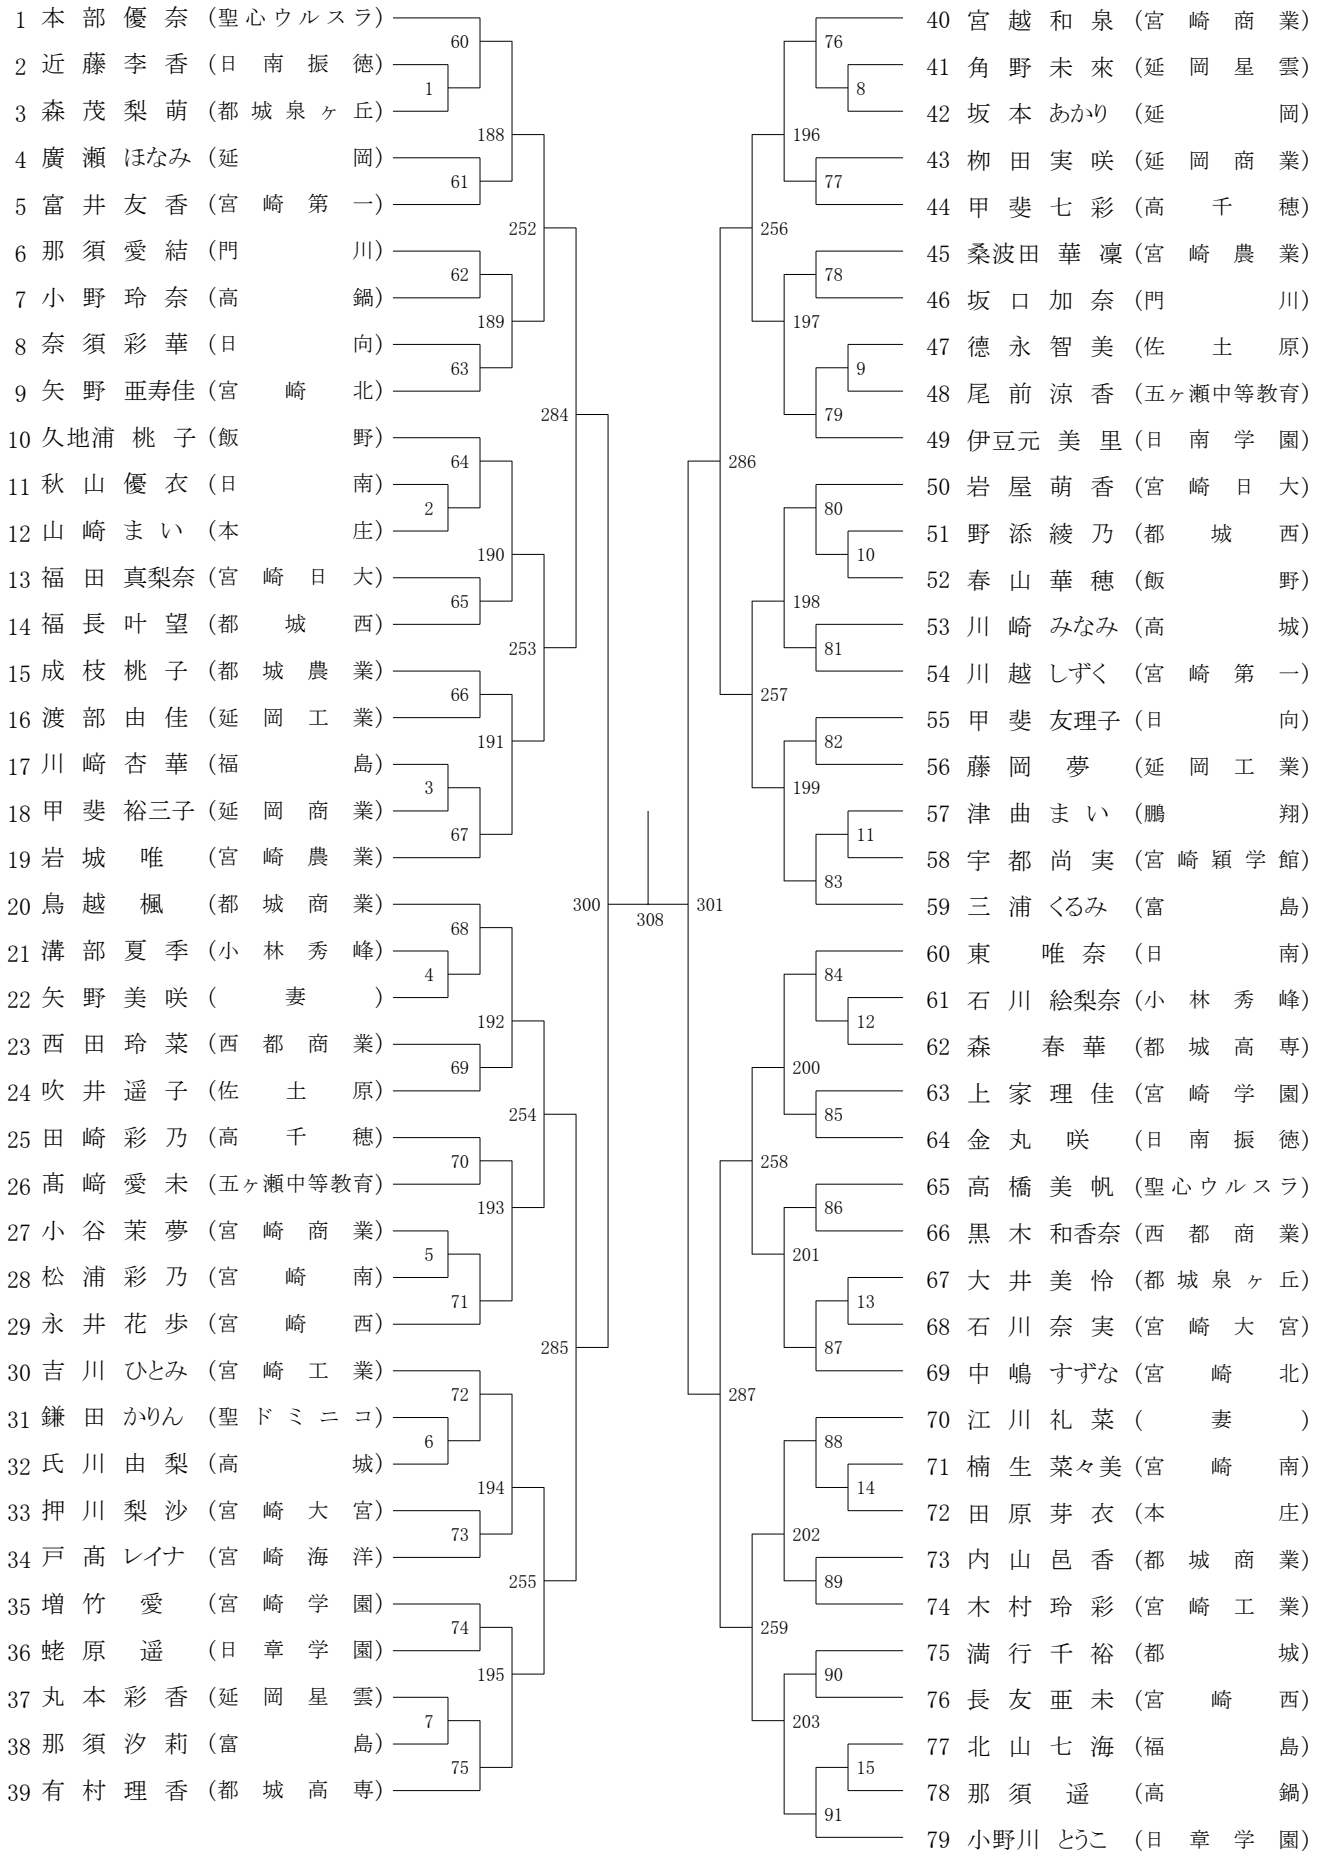 1 本部優奈 (聖心ウルスラ)
2 近藤李香 (日南振徳)
3 森茂梨萌 (都城泉ヶ丘)
4 廣瀬ほなみ (延岡)
5 富井友香 (宮崎第一)
6 那須愛結 (門川)
7 小野玲奈 (高鍋)
8 奈須彩華 (日向)
9 矢野亜寿佳 (宮崎北)
10 久地浦桃子 (飯野)
11 秋山優衣 (日南)
12 山崎まい (本庄)
13 福田真梨奈 (宮崎日大)
14 福長叶望 (都城西)
15 成枝桃子 (都城農業)
16 渡部由佳 (延岡工業)
17 川﨑杏華 (福島)
18 甲斐裕三子 (延岡商業)
19 岩城唯 (宮崎農業)
20 鳥越楓 (都城商業)
21 溝部夏季 (小林秀峰)
22 矢野美咲 (妻)
23 西田玲菜 (西都商業)
24 吹井遥子 (佐土原)
25 田崎彩乃 (高千穂)
26 髙﨑愛未 (五ヶ瀬中等教育)
27 小谷茉夢 (宮崎商業)
28 松浦彩乃 (宮崎南)
29 永井花歩 (宮崎西)
30 吉川ひとみ (宮崎工業)
31 鎌田かりん (聖ドミニコ)
32 氏川由梨 (高城)
33 押川梨沙 (宮崎大宮)
34 戸髙レイナ (宮崎海洋)
35 増竹愛 (宮崎学園)
36 蛯原遥 (日章学園)
37 丸本彩香 (延岡星雲)
38 那須汐莉 (富島)
39 有村理香 (都城高専)
60
1
188
61
252
62
189
63
284
64
2
190
65
253
66
191
3
67
300
68
4
192
69
254
70
193
5
71
285
72
6
194
73
255
74
195
7
75
308
301
76
8
196
77
256
78
197
9
79
286
80
10
198
81
257
82
199
11
83
84
12
200
85
258
86
201
13
87
287
88
14
202
89
259
90
203
15
91
40 宮越和泉 (宮崎商業)
41 角野未來 (延岡星雲)
42 坂本あかり (延岡)
43 栁田実咲 (延岡商業)
44 甲斐七彩 (高千穂)
45 桑波田華凜 (宮崎農業)
46 坂口加奈 (門川)
47 德永智美 (佐土原)
48 尾前涼香 (五ヶ瀬中等教育)
49 伊豆元美里 (日南学園)
50 岩屋萌香 (宮崎日大)
51 野添綾乃 (都城西)
52 春山華穂 (飯野)
53 川崎みなみ (高城)
54 川越しずく (宮崎第一)
55 甲斐友理子 (日向)
56 藤岡夢 (延岡工業)
57 津曲まい (鵬翔)
58 宇都尚実 (宮崎穎学館)
59 三浦くるみ (富島)
60 東唯奈 (日南)
61 石川絵梨奈 (小林秀峰)
62 森春華 (都城高専)
63 上家理佳 (宮崎学園)
64 金丸咲 (日南振徳)
65 高橋美帆 (聖心ウルスラ)
66 黒木和香奈 (西都商業)
67 大井美怜 (都城泉ヶ丘)
68 石川奈実 (宮崎大宮)
69 中嶋すずな (宮崎北)
70 江川礼菜 (妻)
71 楠生菜々美 (宮崎南)
72 田原芽衣 (本庄)
73 内山邑香 (都城商業)
74 木村玲彩 (宮崎工業)
75 満行千裕 (都城)
76 長友亜未 (宮崎西)
77 北山七海 (福島)
78 那須遥 (高鍋)
79 小野川とうこ (日章学園)